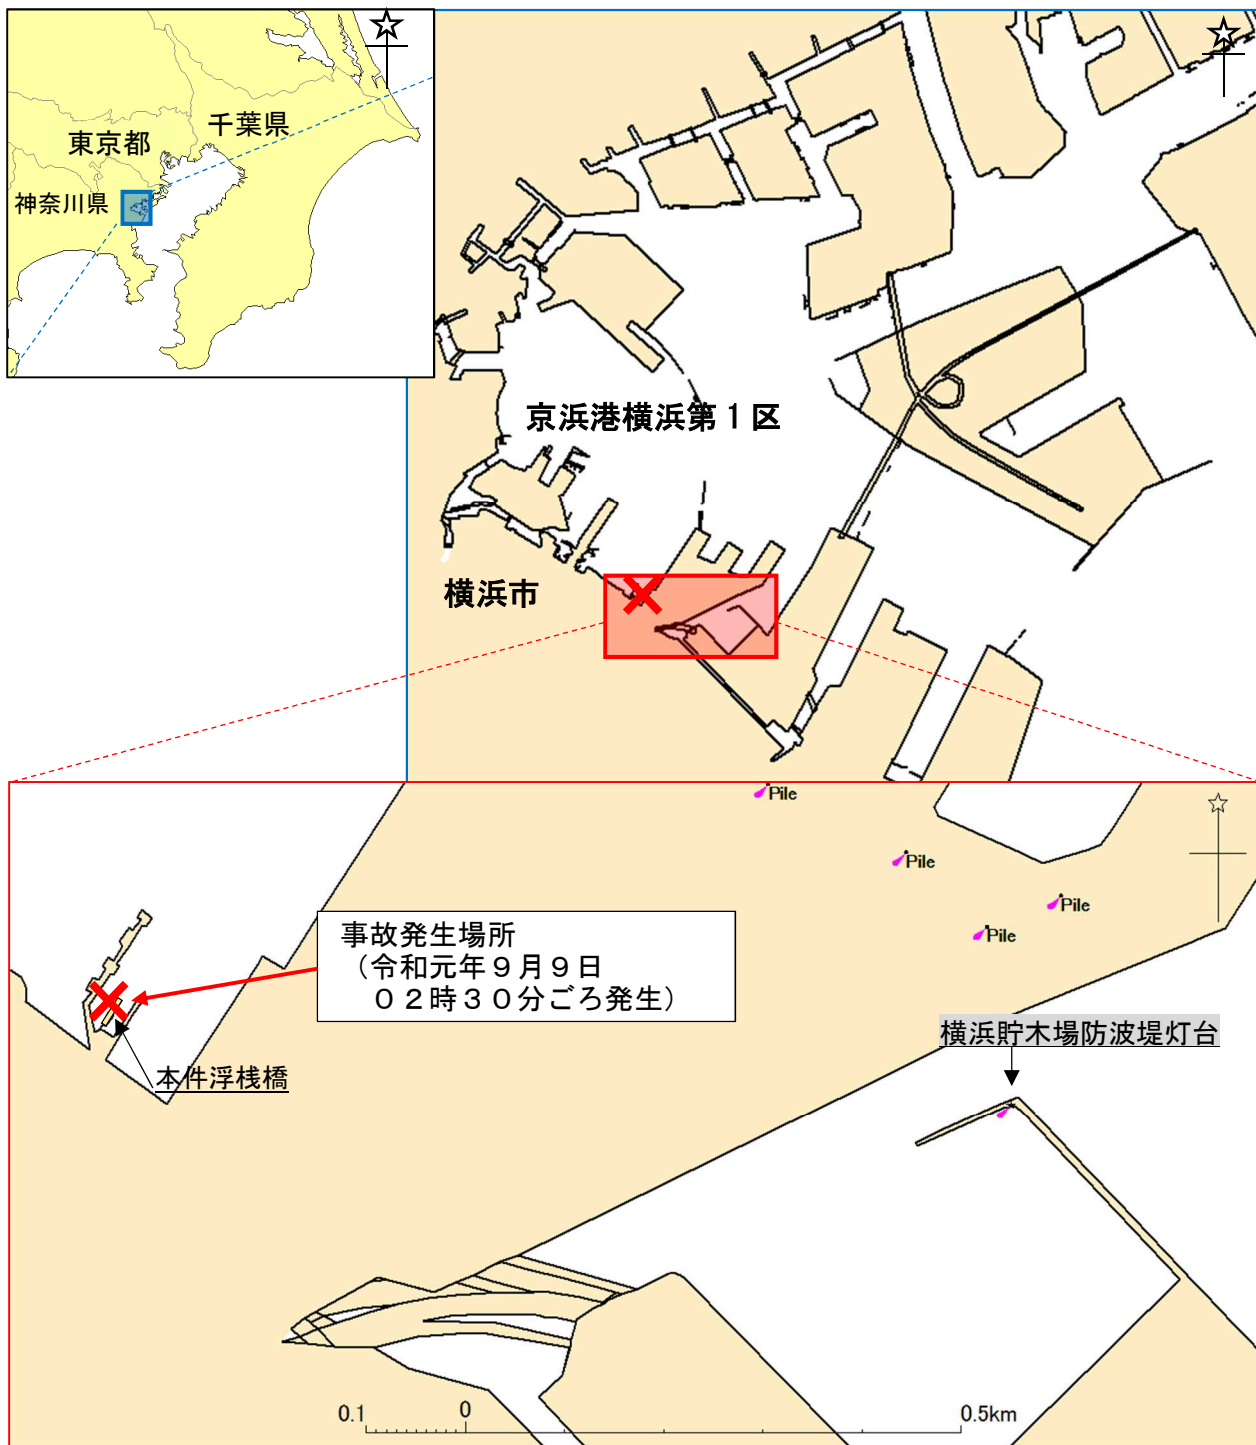 千葉県
東京都
神奈川県
京浜港横浜第1区
横浜市
Pile
Pile
Pile
Pile
事故発生場所
(令和元年9月9日
02時30分ごろ発生)
本件浮桟橋
横浜貯木場防波堤灯台
0.1 0 0.5km